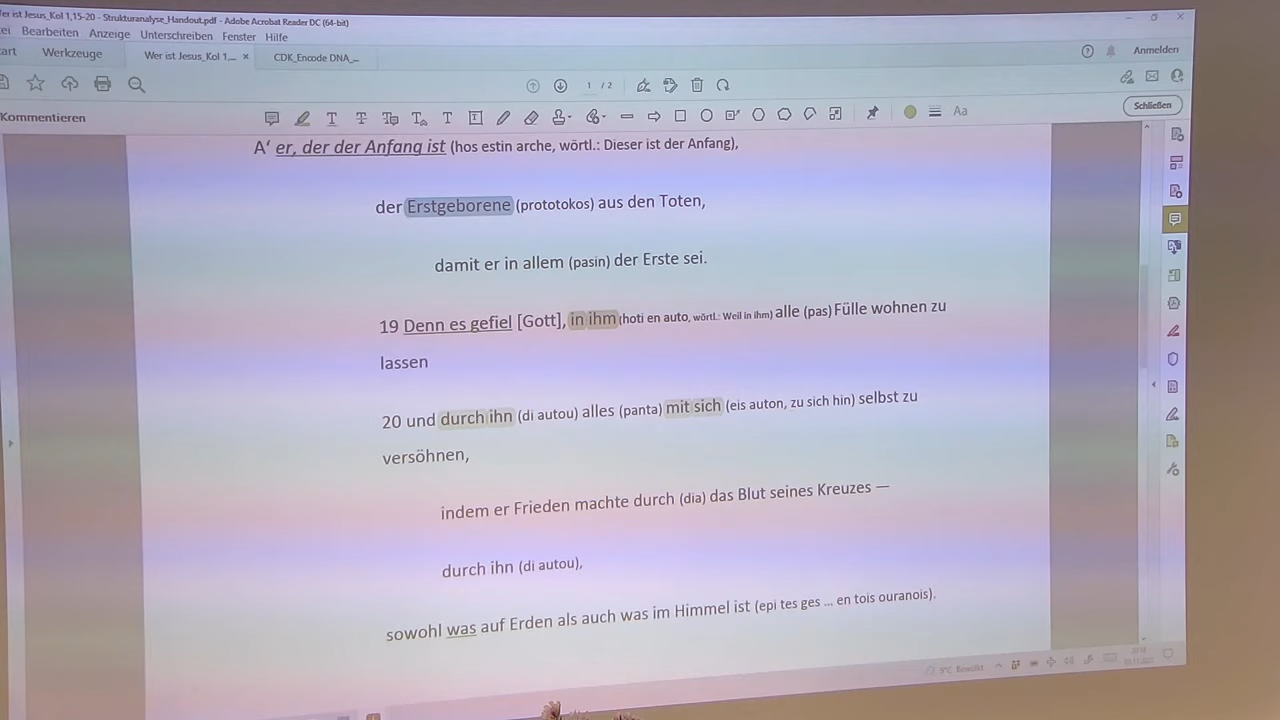 er ist Jesus_Kol 1,15-20 - Strukturanalyse_Handout.pdf - Adobe Acrobat Reader DC (64-bit)
ei Bearbeiten Anzeige Unterschreiben Fenster Hilfe
art Werkzeuge Wer ist Jesus_Kol 1,... × CDK_Encode DNA_... Anmelden
1 / 2
Kommentieren Aa Schließen
A‘ er, der der Anfang ist (hos estin arche, wörtl.: Dieser ist der Anfang),
der Erstgeborene (prototokos) aus den Toten,
damit er in allem (pasin) der Erste sei.
19 Denn es gefiel [Gott], in ihm (hoti en auto, wörtl.: Weil in ihm) alle (pas) Fülle wohnen zu
lassen
20 und durch ihn (di autou) alles (panta) mit sich (eis auton, zu sich hin) selbst zu
versöhnen,
indem er Frieden machte durch (dia) das Blut seines Kreuzes —
durch ihn (di autou),
sowohl was auf Erden als auch was im Himmel ist (epi tes ges ... en tois ouranois).
9°C Bewölkt